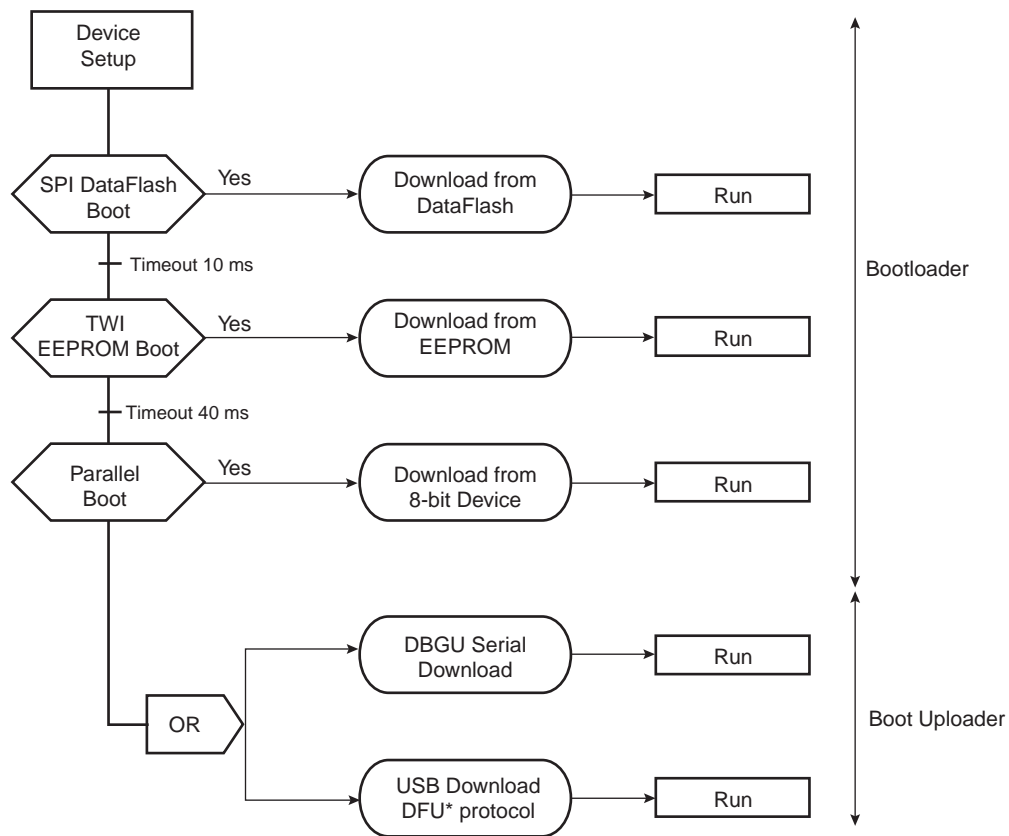 Device
Setup
SPI DataFlash
Boot
Yes
Download from
DataFlash
Run
Timeout 10 ms
Bootloader
TWI
EEPROM Boot
Yes
Download from
EEPROM
Run
Timeout 40 ms
Parallel
Boot
Yes
Download from
8-bit Device
Run
DBGU Serial
Download
Run
OR
Boot Uploader
USB Download
DFU* protocol
Run